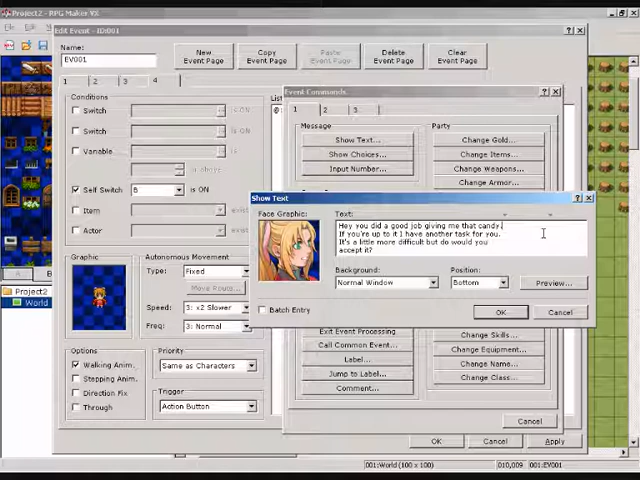 Project2 - RPG Maker VX
Edit Event - ID:001
Name:
EV001
New Event Page
Copy Event Page
Paste Event Page
Delete Event Page
Clear Event Page
1 2 3 4
Conditions
Switch is ON
Switch is ON
Variable is
or above
Self Switch B is ON
Item
Actor
Graphic
Autonomous Movement
Type: Fixed
Move Route...
Speed: 3: x2 Slower
Freq: 3: Normal
Options
Walking Anim.
Stepping Anim.
Direction Fix
Through
Priority
Same as Characters
Trigger
Action Button
Event Commands
1 2 3
Message
Show Text...
Show Choices...
Input Number...
Party
Change Gold...
Change Items...
Change Weapons...
Change Armor...
Show Text
Face Graphic:
Text:
Hey you did a good job giving me that candy.
If you're up to it I have another task for you.
It's a little more difficult but do would you
accept it?
Background:
Normal Window
Position:
Bottom
Preview...
Batch Entry
OK
Cancel
Exit Event Processing
Call Common Event...
Label...
Jump to Label...
Comment...
Change Skills...
Change Equipment...
Change Name...
Change Class...
Cancel
OK
Cancel
Apply
Project2
World
001:World (100 x 100)
010,009
001:EV001